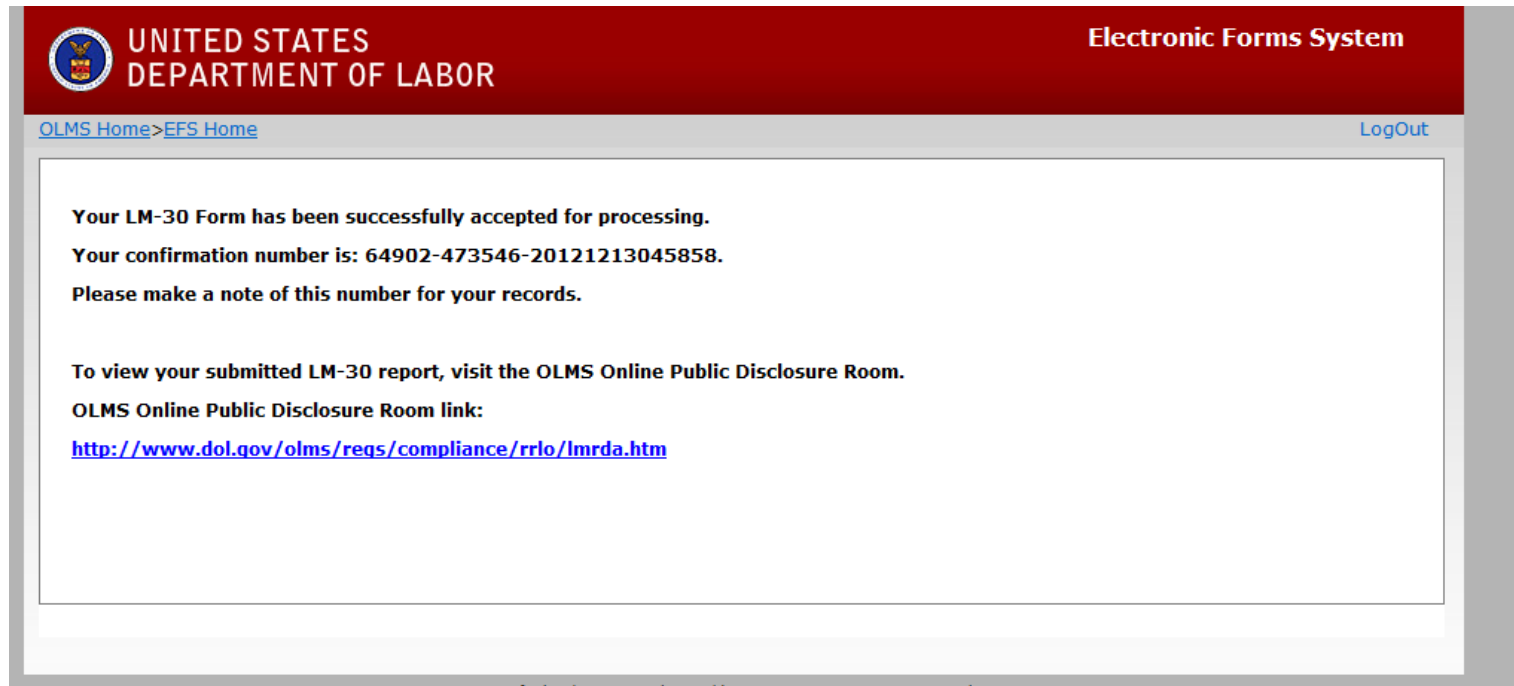 UNITED STATES
DEPARTMENT OF LABOR
Electronic Forms System
OLMS Home>EFS Home
LogOut
Your LM-30 Form has been successfully accepted for processing.
Your confirmation number is: 64902-473546-20121213045858.
Please make a note of this number for your records.
To view your submitted LM-30 report, visit the OLMS Online Public Disclosure Room.
OLMS Online Public Disclosure Room link:
http://www.dol.gov/olms/regs/compliance/rrlo/lmrda.htm